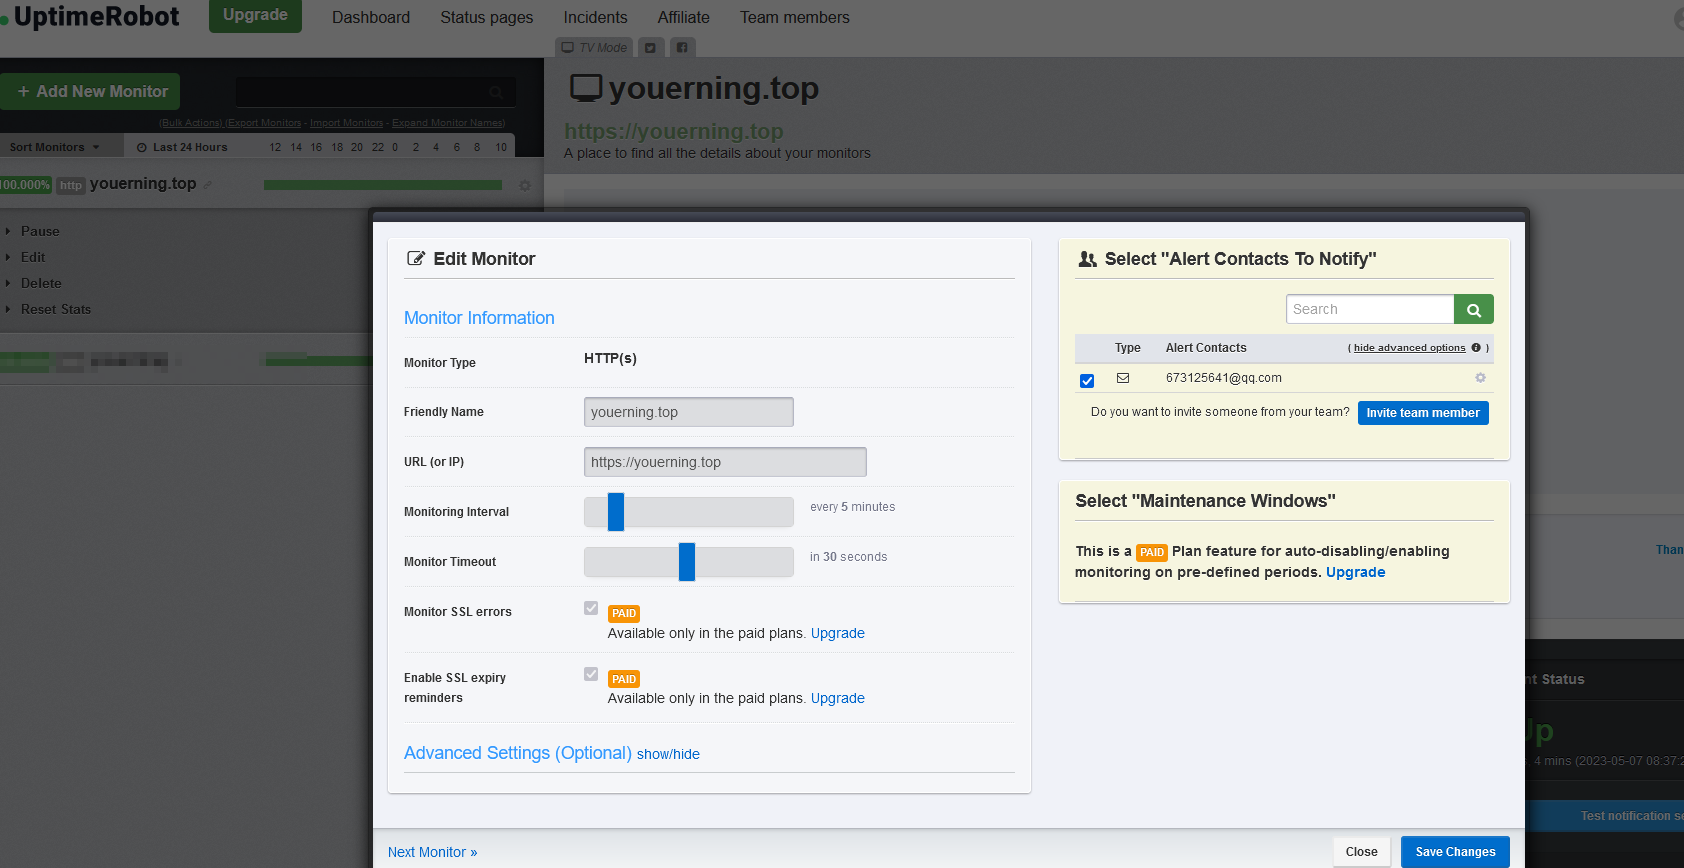 UptimeRobot
Upgrade
Dashboard
Status pages
Incidents
Affiliate
Team members
TV Mode
+ Add New Monitor
(Bulk Actions) (Export Monitors - Import Monitors - Expand Monitor Names)
Sort Monitors
Last 24 Hours
12 14 16 18 20 22 0 2 4 6 8 10
100.000% http youerning.top
Pause
Edit
Delete
Reset Stats
youerning.top
https://youerning.top
A place to find all the details about your monitors
Edit Monitor
Monitor Information
Monitor Type
HTTP(s)
Friendly Name
youerning.top
URL (or IP)
https://youerning.top
Monitoring Interval
every 5 minutes
Monitor Timeout
in 30 seconds
Monitor SSL errors
PAID
Available only in the paid plans. Upgrade
Enable SSL expiry
reminders
PAID
Available only in the paid plans. Upgrade
Advanced Settings (Optional) show/hide
Select "Alert Contacts To Notify"
Search
Type
Alert Contacts
( hide advanced options )
673125641@qq.com
Do you want to invite someone from your team?
Invite team member
Select "Maintenance Windows"
This is a PAID Plan feature for auto-disabling/enabling
monitoring on pre-defined periods. Upgrade
Than
nt Status
Up
, 4 mins (2023-05-07 08:37:2
Test notification se
Next Monitor »
Close
Save Changes